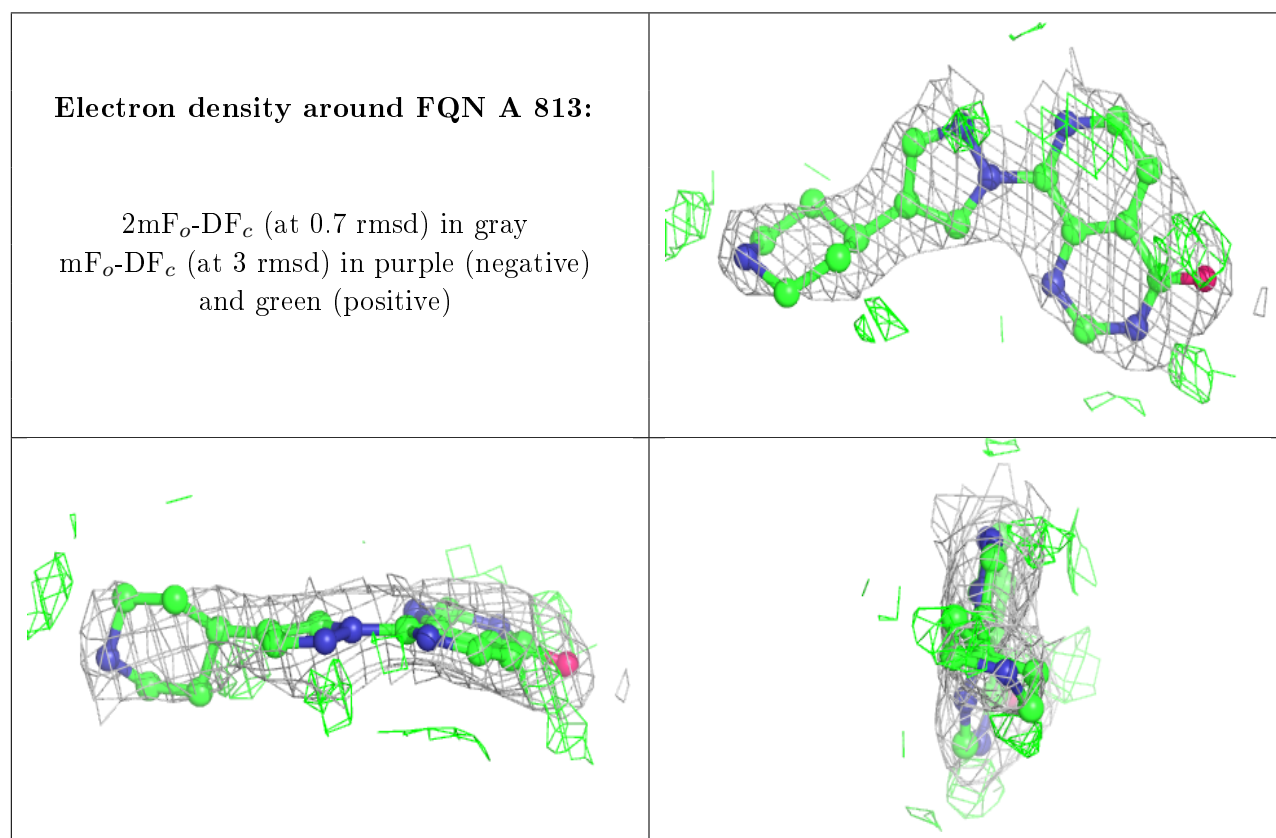 Electron density around FQN A 813:
2mFo-DFc (at 0.7 rmsd) in gray
mFo-DFc (at 3 rmsd) in purple (negative)
and green (positive)